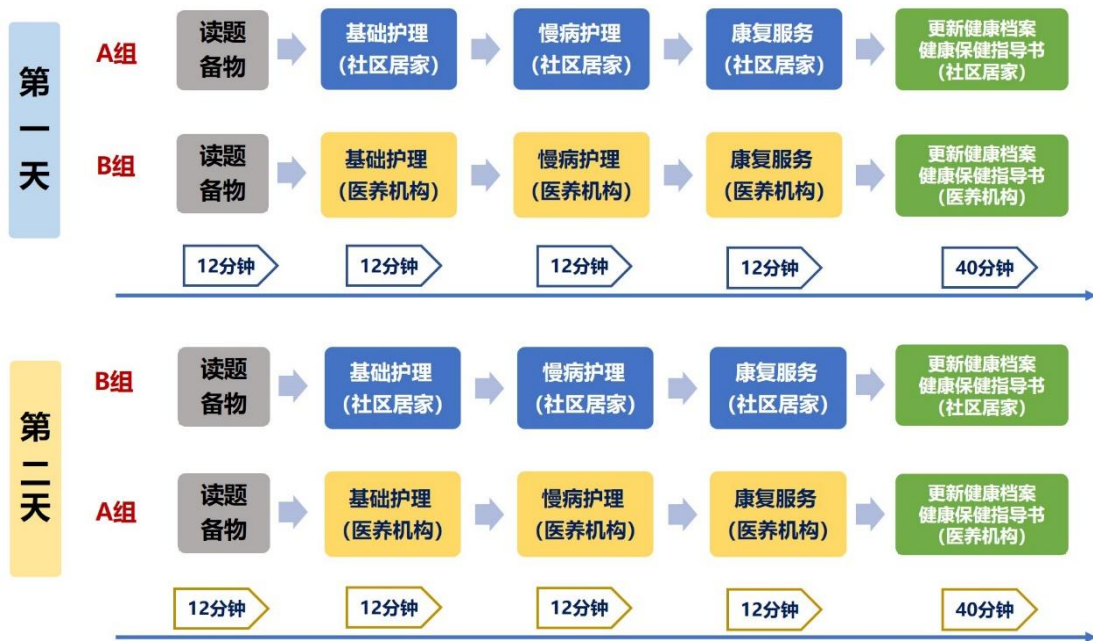 第一天
A组
读题
备物
基础护理
（社区居家）
慢病护理
（社区居家）
康复服务
（社区居家）
更新健康档案
健康保健指导书
（社区居家）
B组
读题
备物
基础护理
（医养机构）
慢病护理
（医养机构）
康复服务
（医养机构）
更新健康档案
健康保健指导书
（医养机构）
12分钟
12分钟
12分钟
12分钟
40分钟
第二天
B组
读题
备物
基础护理
（社区居家）
慢病护理
（社区居家）
康复服务
（社区居家）
更新健康档案
健康保健指导书
（社区居家）
A组
读题
备物
基础护理
（医养机构）
慢病护理
（医养机构）
康复服务
（医养机构）
更新健康档案
健康保健指导书
（医养机构）
12分钟
12分钟
12分钟
12分钟
40分钟